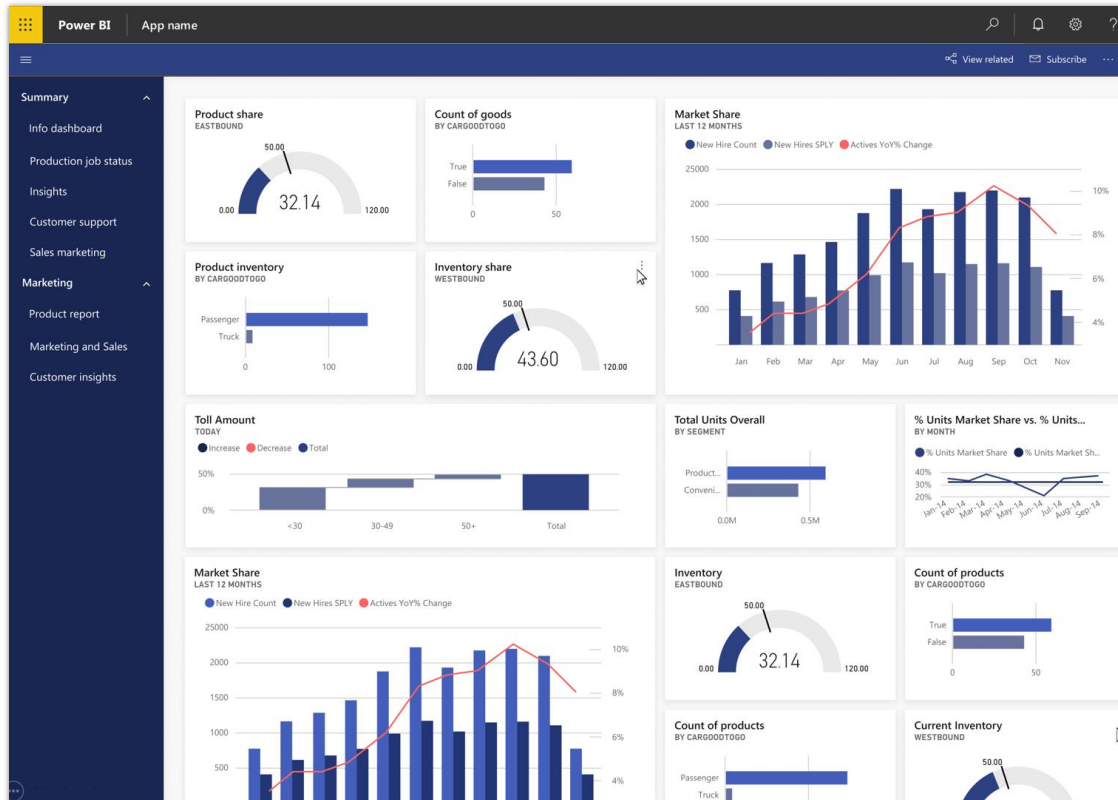 Power BI App name
View related Subscribe
Summary
Info dashboard
Production job status
Insights
Customer support
Sales marketing
Marketing
Product report
Marketing and Sales
Customer insights
Product share
EASTBOUND
50.00
32.14
0.00 120.00
Count of goods
BY CARGOODTOGO
True
False
0 50
Market Share
LAST 12 MONTHS
New Hire Count New Hires SPLY Actives YoY% Change
25000
2000
1500
1000
500
10%
8%
6%
4%
Jan Feb Mar Apr May Jun Jul Aug Sep Oct Nov
Product inventory
BY CARGOODTOGO
Passenger
Truck
0 100
Inventory share
WESTBOUND
50.00
43.60
0.00 120.00
Toll Amount
TODAY
Increase Decrease Total
50%
0%
<30 30-49 50+ Total
Total Units Overall
BY SEGMENT
Product...
Conveni...
0.0M 0.5M
% Units Market Share vs. % Units...
BY MONTH
% Units Market Share % Units Market Sh...
40%
30%
20%
Jan-14 Feb-14 Mar-14 Apr-14 May-14 Jun-14 Jul-14 Aug-14 Sep-14
Market Share
LAST 12 MONTHS
New Hire Count New Hires SPLY Actives YoY% Change
25000
2000
1500
1000
500
10%
8%
6%
4%
Inventory
EASTBOUND
50.00
32.14
0.00 120.00
Count of products
BY CARGOODTOGO
True
False
0 50
Count of products
BY CARGOODTOGO
Passenger
Truck
Current Inventory
WESTBOUND
50.00